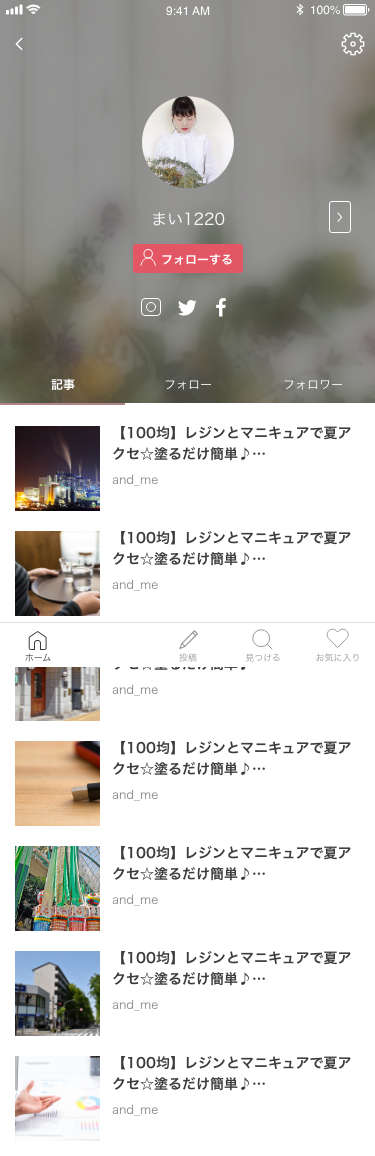 9:41 AM
100%
まい1220
フォローする
記事
フォロー
フォロワー
【100均】レジンとマニキュアで夏ア
クセ☆塗るだけ簡単♪…
and_me
【100均】レジンとマニキュアで夏ア
クセ☆塗るだけ簡単♪…
and_me
ホーム
投稿
見つける
お気に入り
and_me
【100均】レジンとマニキュアで夏ア
クセ☆塗るだけ簡単♪…
and_me
【100均】レジンとマニキュアで夏ア
クセ☆塗るだけ簡単♪…
and_me
【100均】レジンとマニキュアで夏ア
クセ☆塗るだけ簡単♪…
and_me
【100均】レジンとマニキュアで夏ア
クセ☆塗るだけ簡単♪…
and_me